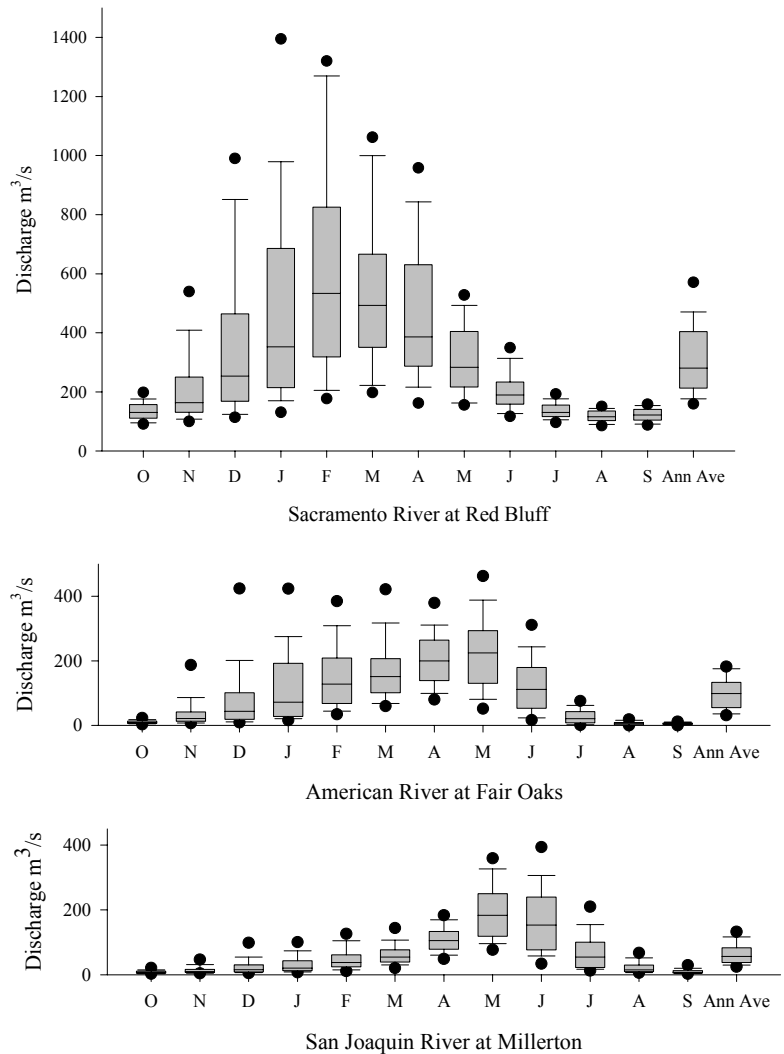 1400
1200
1000
800
600
400
200
0
Discharge m³/s
O N D J F M A M J J A S Ann Ave
Sacramento River at Red Bluff
400
200
0
Discharge m³/s
O N D J F M A M J J A S Ann Ave
American River at Fair Oaks
400
200
0
Discharge m³/s
O N D J F M A M J J A S Ann Ave
San Joaquin River at Millerton